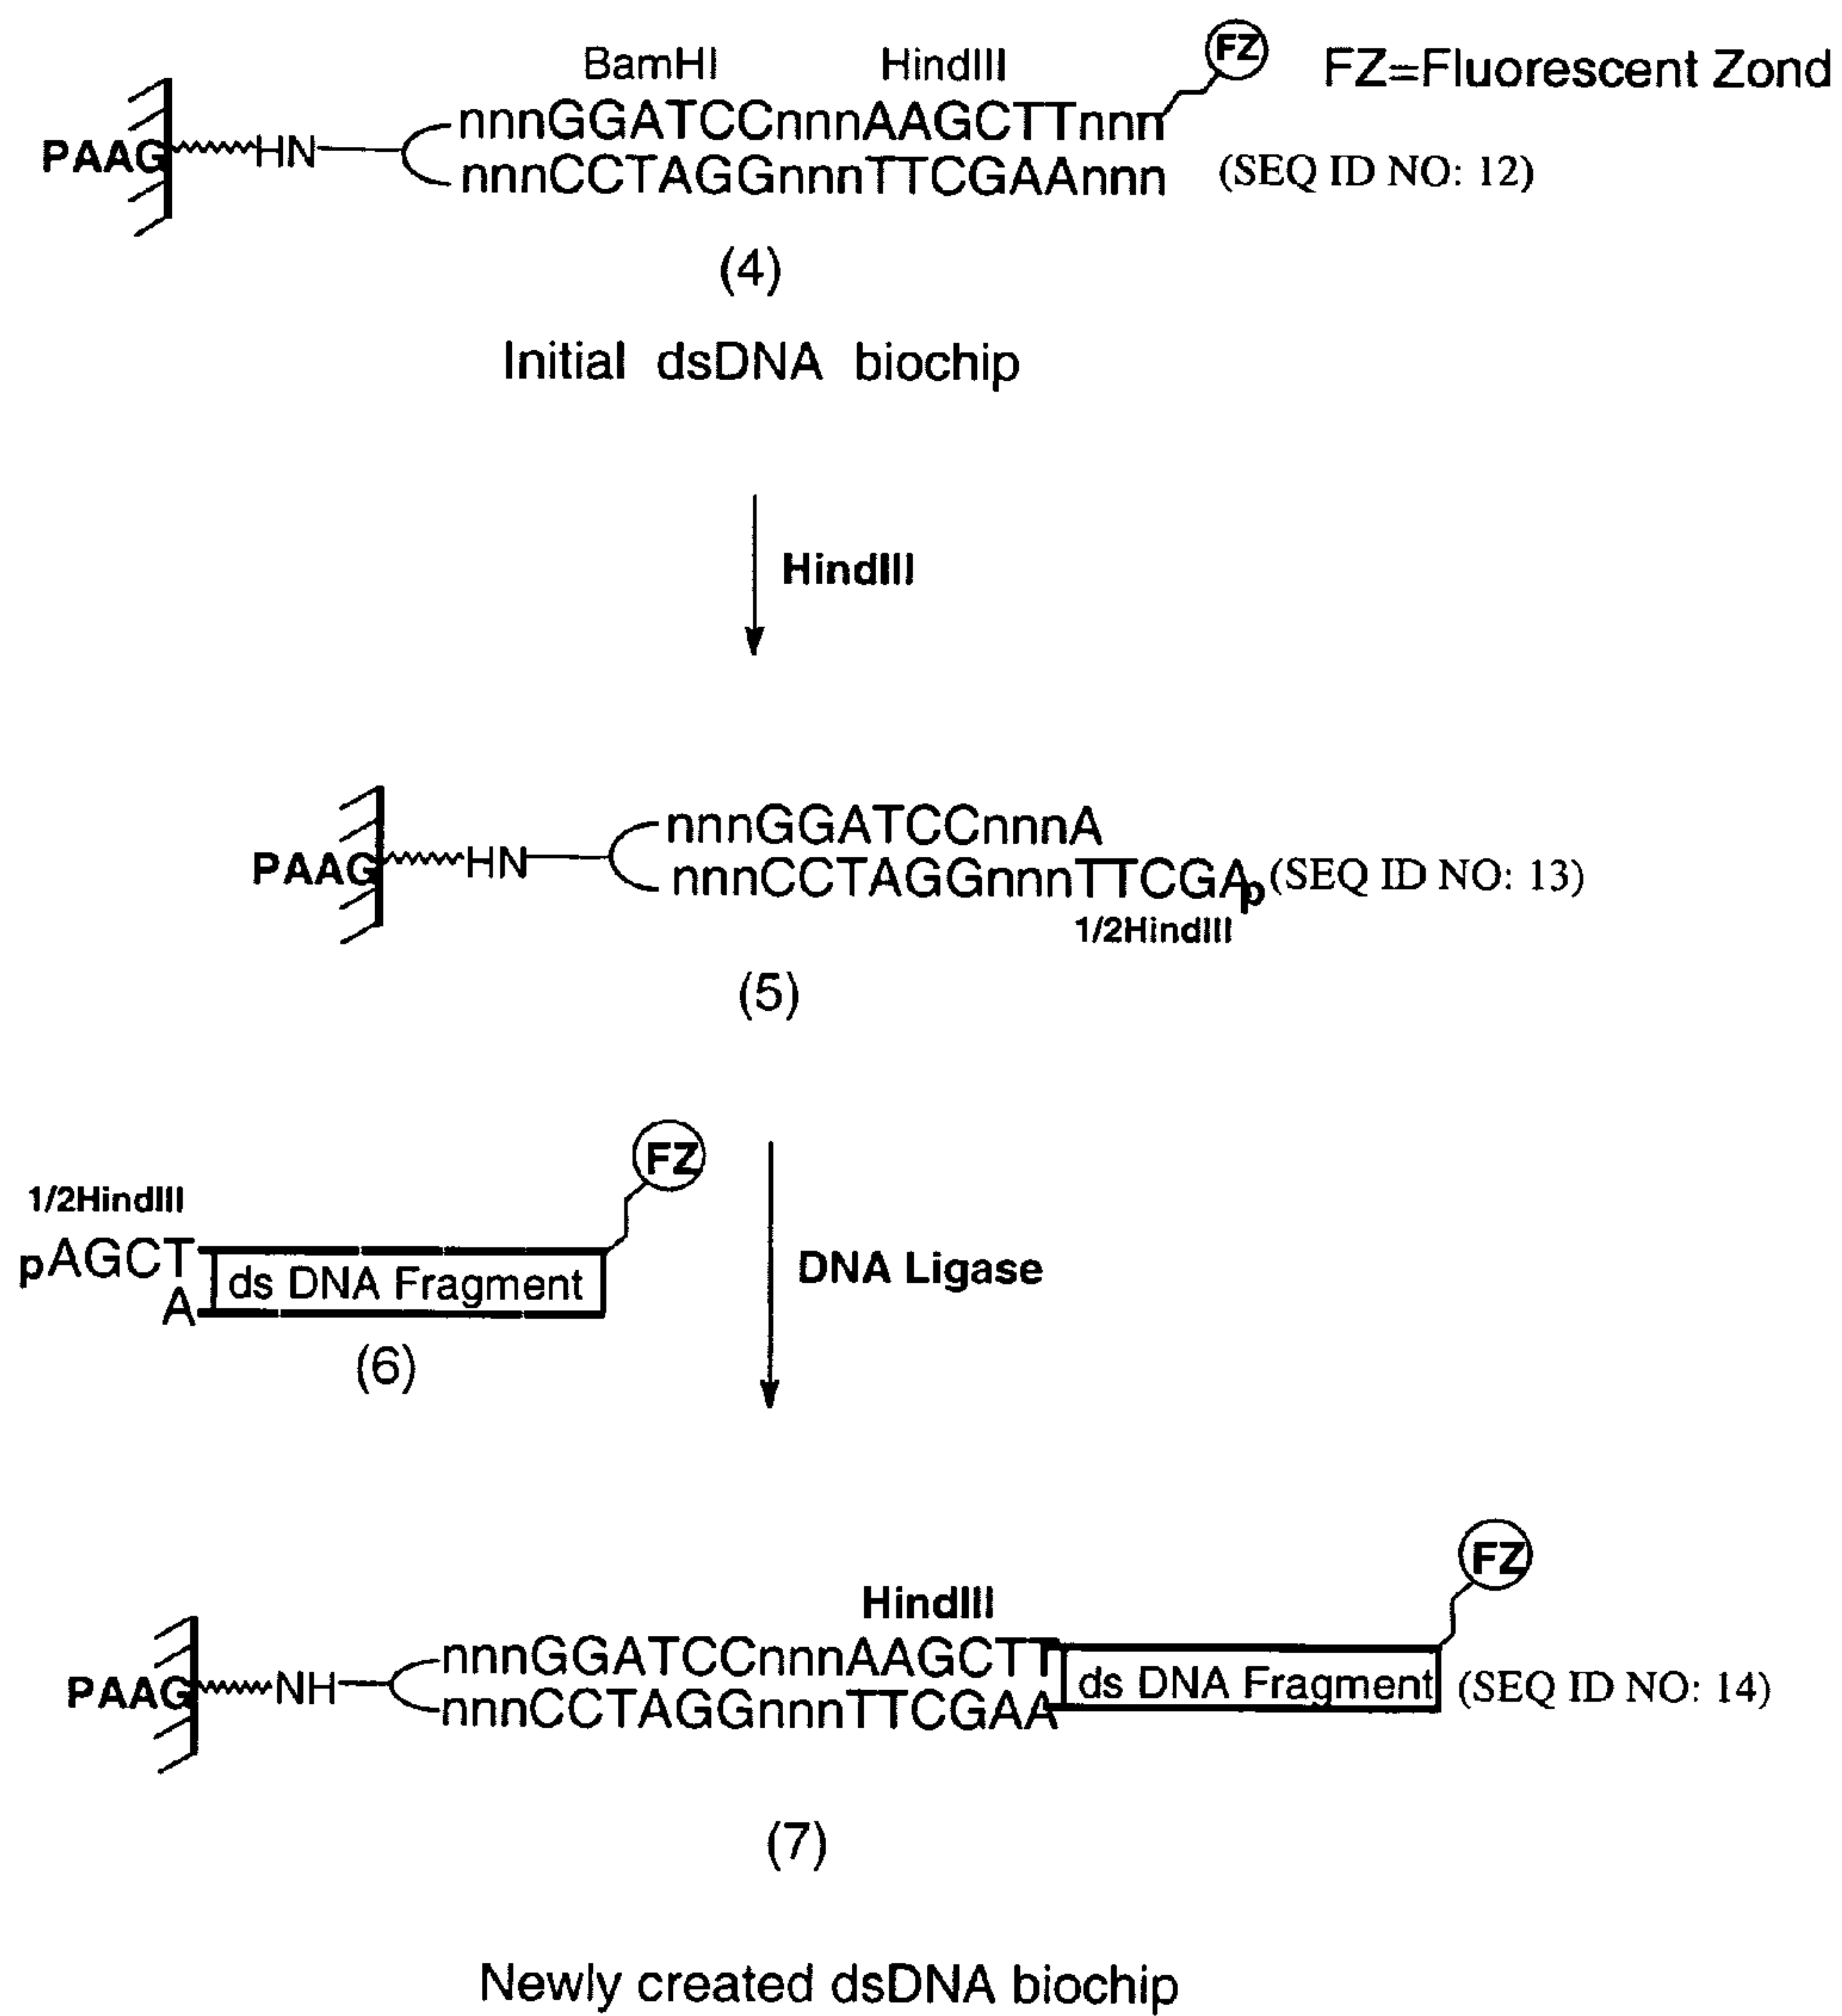 BamHI HindIII FZ FZ=Fluorescent Zond
nnnGGATCCnnnAAGCTTnnn
PAAG HN
nnnCCTAGGnnnTTCGAAnnn (SEQ ID NO: 12)
(4)
Initial dsDNA biochip
HindIII
nnnGGATCCnnnA
PAAG HN
nnnCCTAGGnnnTTCGAp (SEQ ID NO: 13)
1/2HindIII
(5)
FZ
1/2HindIII
pAGCT
ds DNA Fragment
A
(6)
DNA Ligase
FZ
HindIII
nnnGGATCCnnnAAGCTT
PAAG NH ds DNA Fragment (SEQ ID NO: 14)
nnnCCTAGGnnnTTCGAA
(7)
Newly created dsDNA biochip